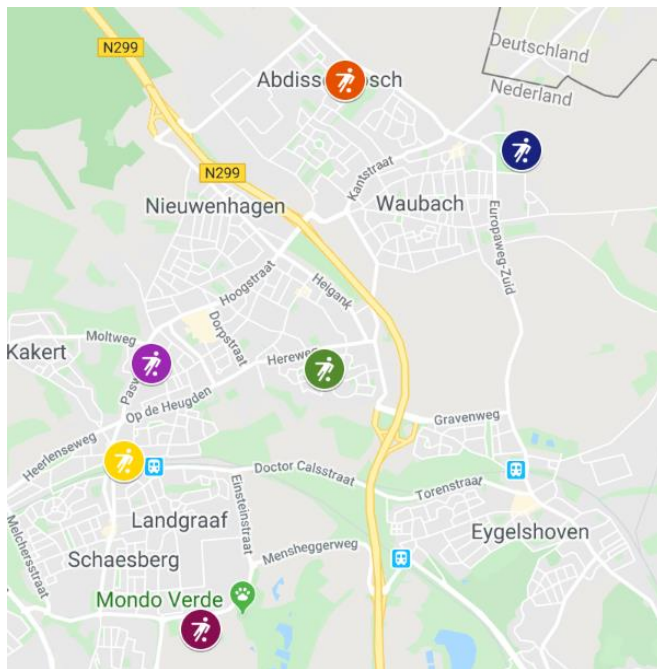 N299
Deutschland
Nederland
N299
Kantstraat
Waubach
Nieuwenhagen
Europaweg-Zuid
Hoogstraat
Heigank
Moltweg
Dorpstraat
Kakert
Hereweg
Op de Heugden
Gravenweg
Heerlenseweg
Doctor Calsstraat
Torenstraat
Einsteinstraat
Landgraaf
Eygelshoven
Melchersstraat
Schaesberg
Mensheggerweg
Mondo Verde